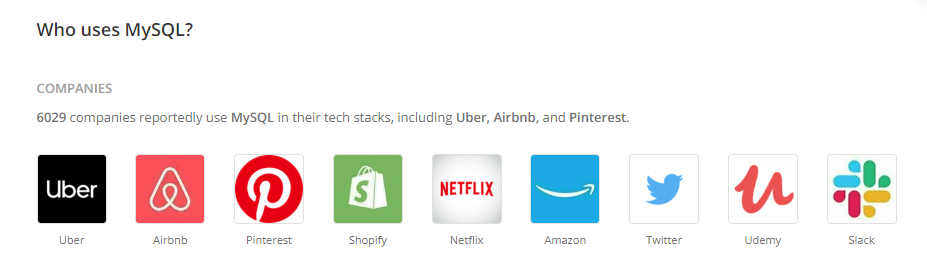 Who uses MySQL?
COMPANIES
6029 companies reportedly use MySQL in their tech stacks, including Uber, Airbnb, and Pinterest.
Uber NETFLIX
Uber Airbnb Pinterest Shopify Netflix Amazon Twitter Udemy Slack